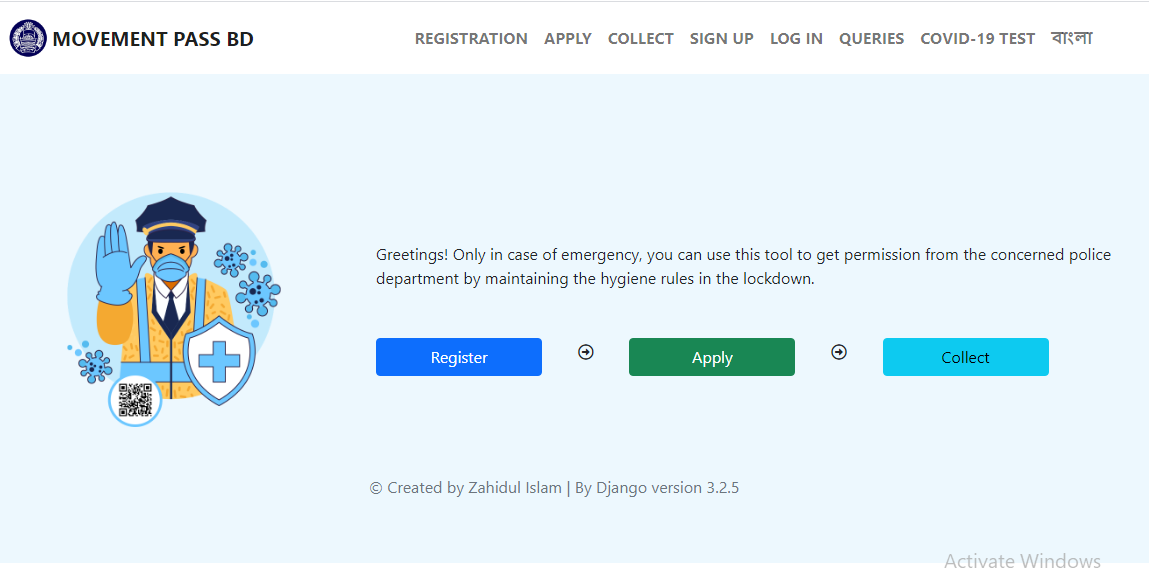 MOVEMENT PASS BD
REGISTRATION APPLY COLLECT SIGN UP LOG IN QUERIES COVID-19 TEST বাংলা
Greetings! Only in case of emergency, you can use this tool to get permission from the concerned police
department by maintaining the hygiene rules in the lockdown.
Register Apply Collect
© Created by Zahidul Islam | By Django version 3.2.5
Activate Windows